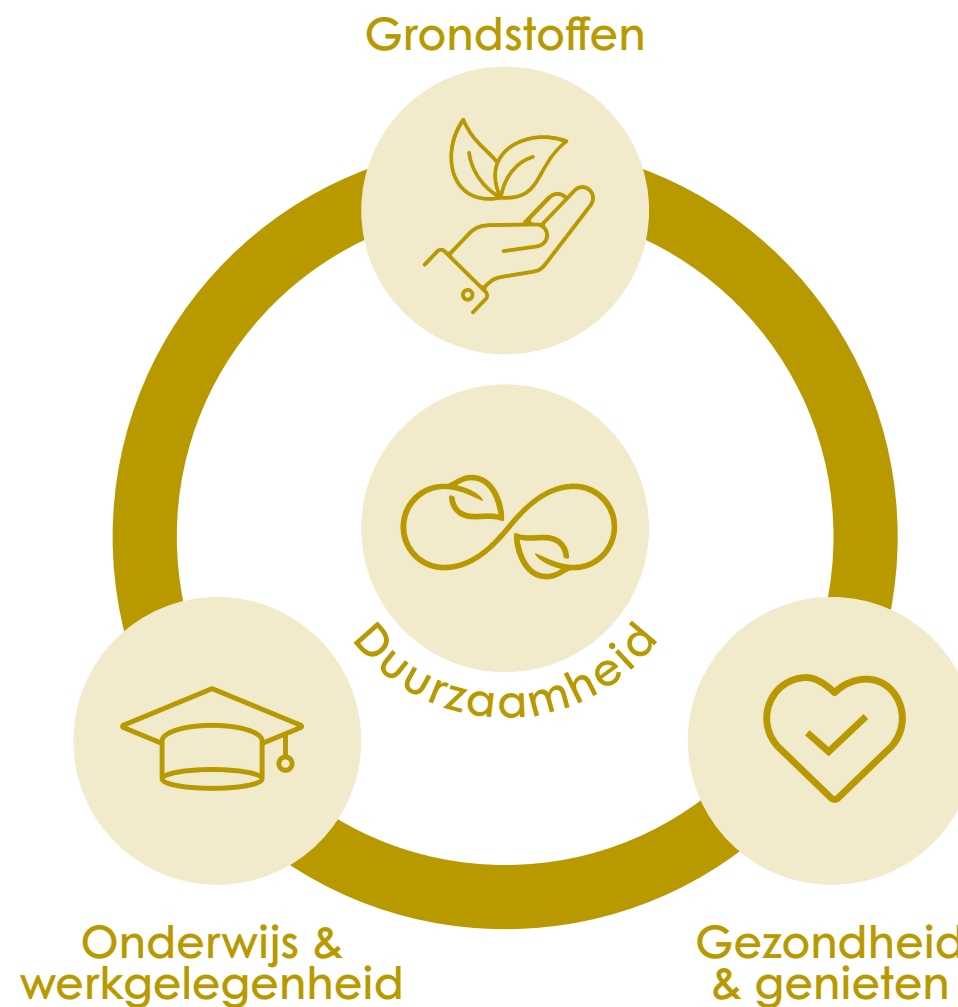 Grondstoffen
Duurzaamheid
Onderwijs &
werkgelegenheid
Gezondheid
& genieten